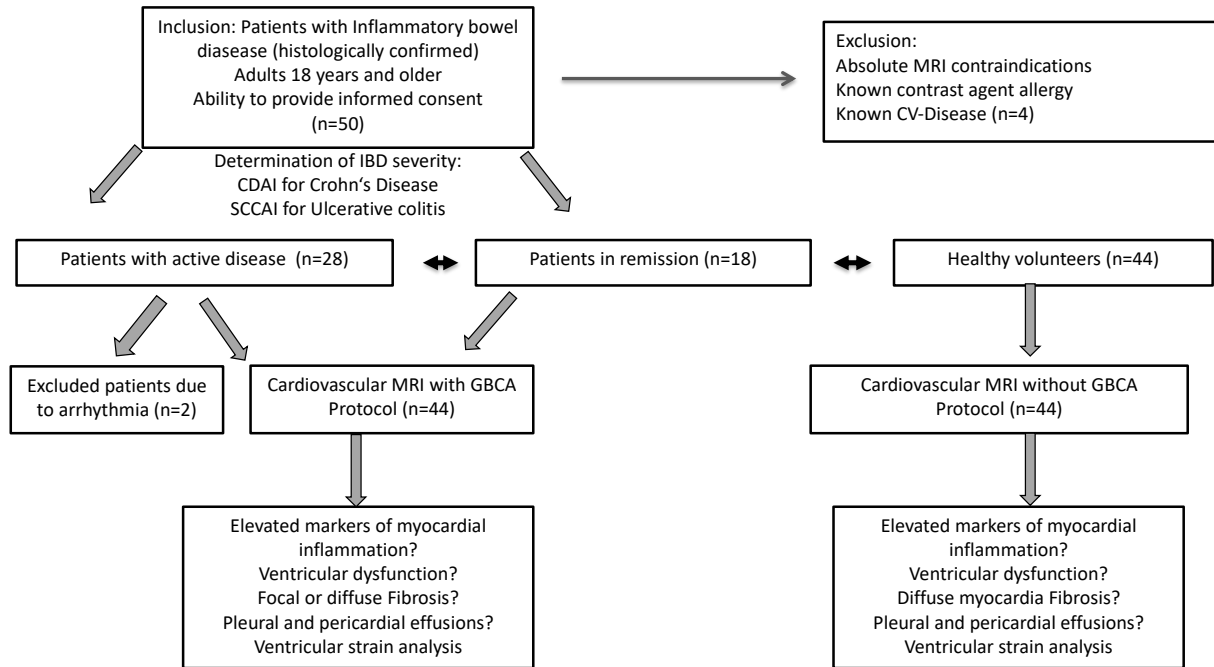 Inclusion: Patients with Inflammatory bowel
diasease (histologically confirmed)
Adults 18 years and older
Ability to provide informed consent
(n=50)
Exclusion:
Absolute MRI contraindications
Known contrast agent allergy
Known CV-Disease (n=4)
Determination of IBD severity:
CDAI for Crohn‘s Disease
SCCAI for Ulcerative colitis
Patients with active disease (n=28)
Patients in remission (n=18)
Healthy volunteers (n=44)
Excluded patients due
to arrhythmia (n=2)
Cardiovascular MRI with GBCA
Protocol (n=44)
Cardiovascular MRI without GBCA
Protocol (n=44)
Elevated markers of myocardial
inflammation?
Ventricular dysfunction?
Focal or diffuse Fibrosis?
Pleural and pericardial effusions?
Ventricular strain analysis
Elevated markers of myocardial
inflammation?
Ventricular dysfunction?
Diffuse myocardia Fibrosis?
Pleural and pericardial effusions?
Ventricular strain analysis